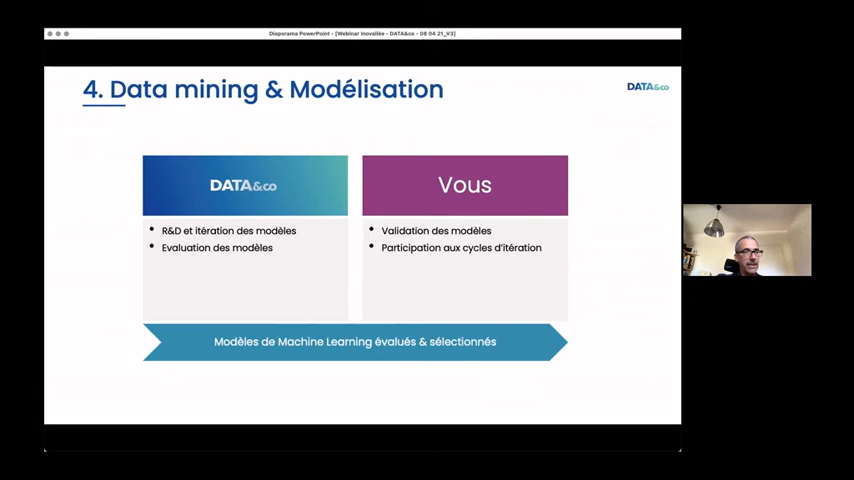 Diaporama PowerPoint - [Webinar Inovallée - DATA&co - 08 04 21_V3]
4. Data mining & Modélisation
DATA&co
DATA&co
Vous
• R&D et itération des modèles
• Evaluation des modèles
• Validation des modèles
• Participation aux cycles d'itération
Modèles de Machine Learning évalués & sélectionnés